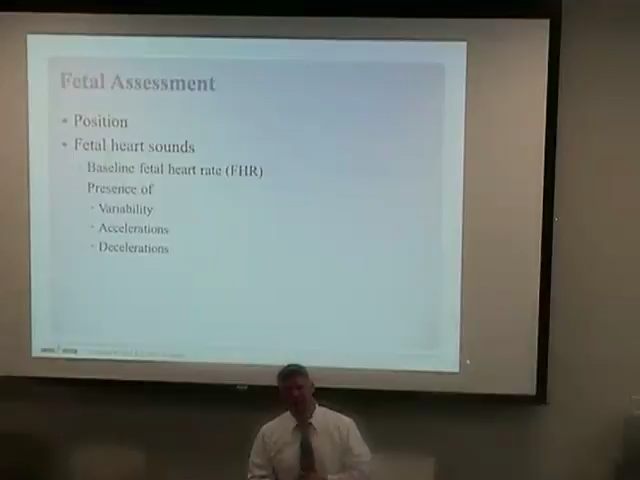 Fetal Assessment
• Position
• Fetal heart sounds
Baseline fetal heart rate (FHR)
Presence of
· Variability
· Accelerations
· Decelerations